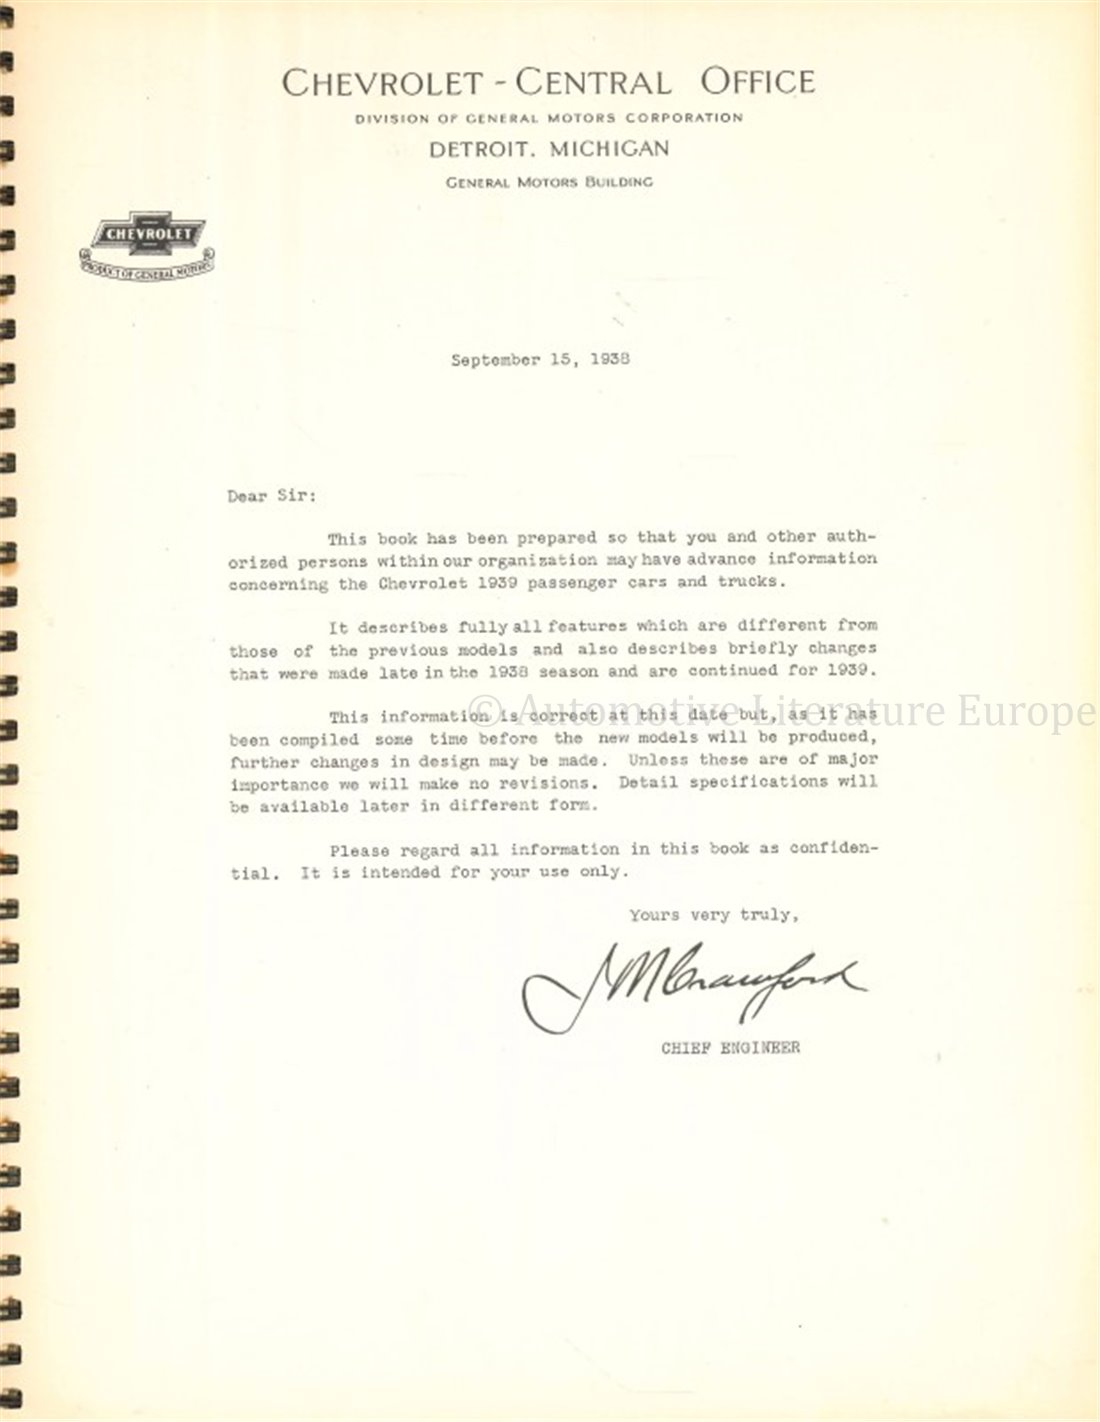 CHEVROLET - CENTRAL OFFICE
DIVISION OF GENERAL MOTORS CORPORATION
DETROIT, MICHIGAN
GENERAL MOTORS BUILDING
CHEVROLET
PRODUCT OF GENERAL MOTORS
September 15, 1938
Dear Sir:
This book has been prepared so that you and other auth-
orized persons within our organization may have advance information
concerning the Chevrolet 1939 passenger cars and trucks.
It describes fully all features which are different from
those of the previous models and also describes briefly changes
that were made late in the 1938 season and are continued for 1939.
© Automotive Literature Europe
This information is correct at this date but, as it has
been compiled some time before the new models will be produced,
further changes in design may be made. Unless these are of major
importance we will make no revisions. Detail specifications will
be available later in different form.
Please regard all information in this book as confiden-
tial. It is intended for your use only.
Yours very truly,
J M Crawford
CHIEF ENGINEER